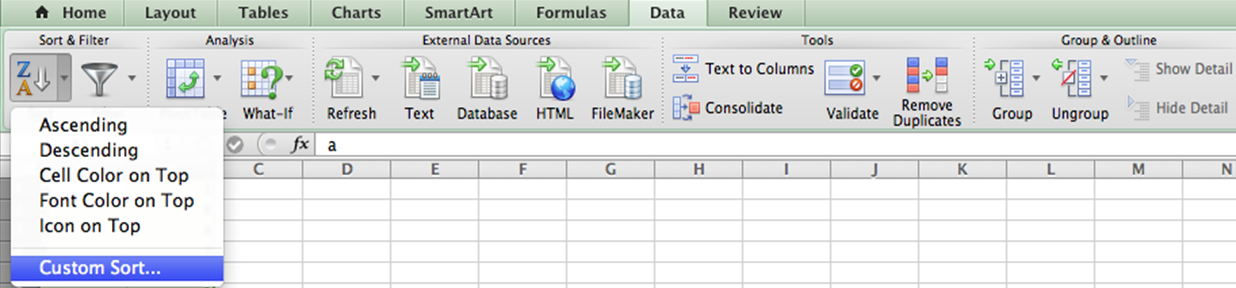 Home Layout Tables Charts SmartArt Formulas Data Review
Sort & Filter Analysis External Data Sources Tools Group & Outline
Z
A
Text to Columns
Consolidate
Show Detail
Hide Detail
What-If Refresh Text Database HTML FileMaker Validate Remove Duplicates Group Ungroup
Ascending
Descending
Cell Color on Top
Font Color on Top
Icon on Top
Custom Sort...
fx a
C D E F G H I J K L M N